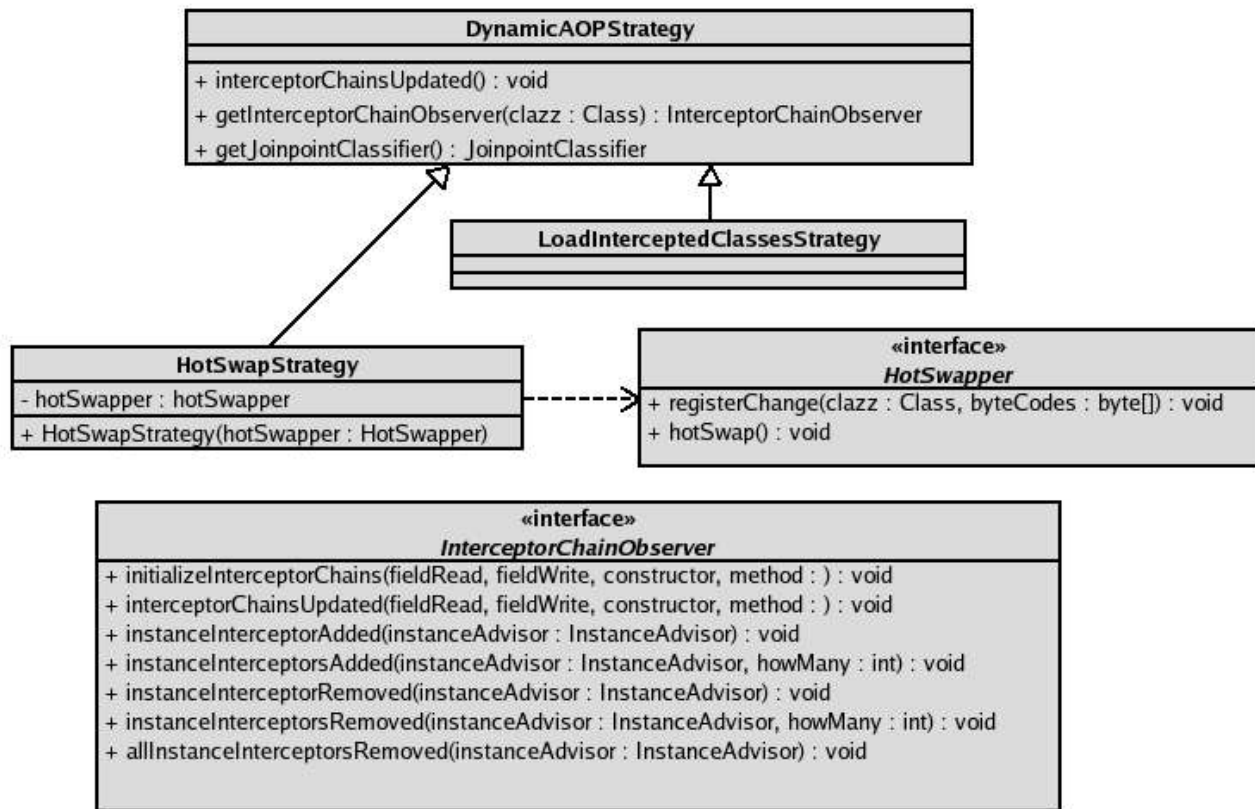 DynamicAOPStrategy
+ interceptorChainsUpdated() : void
+ getInterceptorChainObserver(clazz : Class) : InterceptorChainObserver
+ getJoinpointClassifier() : JoinpointClassifier
LoadInterceptedClassesStrategy
HotSwapStrategy
- hotSwapper : hotSwapper
+ HotSwapStrategy(hotSwapper : HotSwapper)
«interface»
HotSwapper
+ registerChange(clazz : Class, byteCodes : byte[]) : void
+ hotSwap() : void
«interface»
InterceptorChainObserver
+ initializeInterceptorChains(fieldRead, fieldWrite, constructor, method : ) : void
+ interceptorChainsUpdated(fieldRead, fieldWrite, constructor, method : ) : void
+ instanceInterceptorAdded(instanceAdvisor : InstanceAdvisor) : void
+ instanceInterceptorsAdded(instanceAdvisor : InstanceAdvisor, howMany : int) : void
+ instanceInterceptorRemoved(instanceAdvisor : InstanceAdvisor) : void
+ instanceInterceptorsRemoved(instanceAdvisor : InstanceAdvisor, howMany : int) : void
+ allInstanceInterceptorsRemoved(instanceAdvisor : InstanceAdvisor) : void